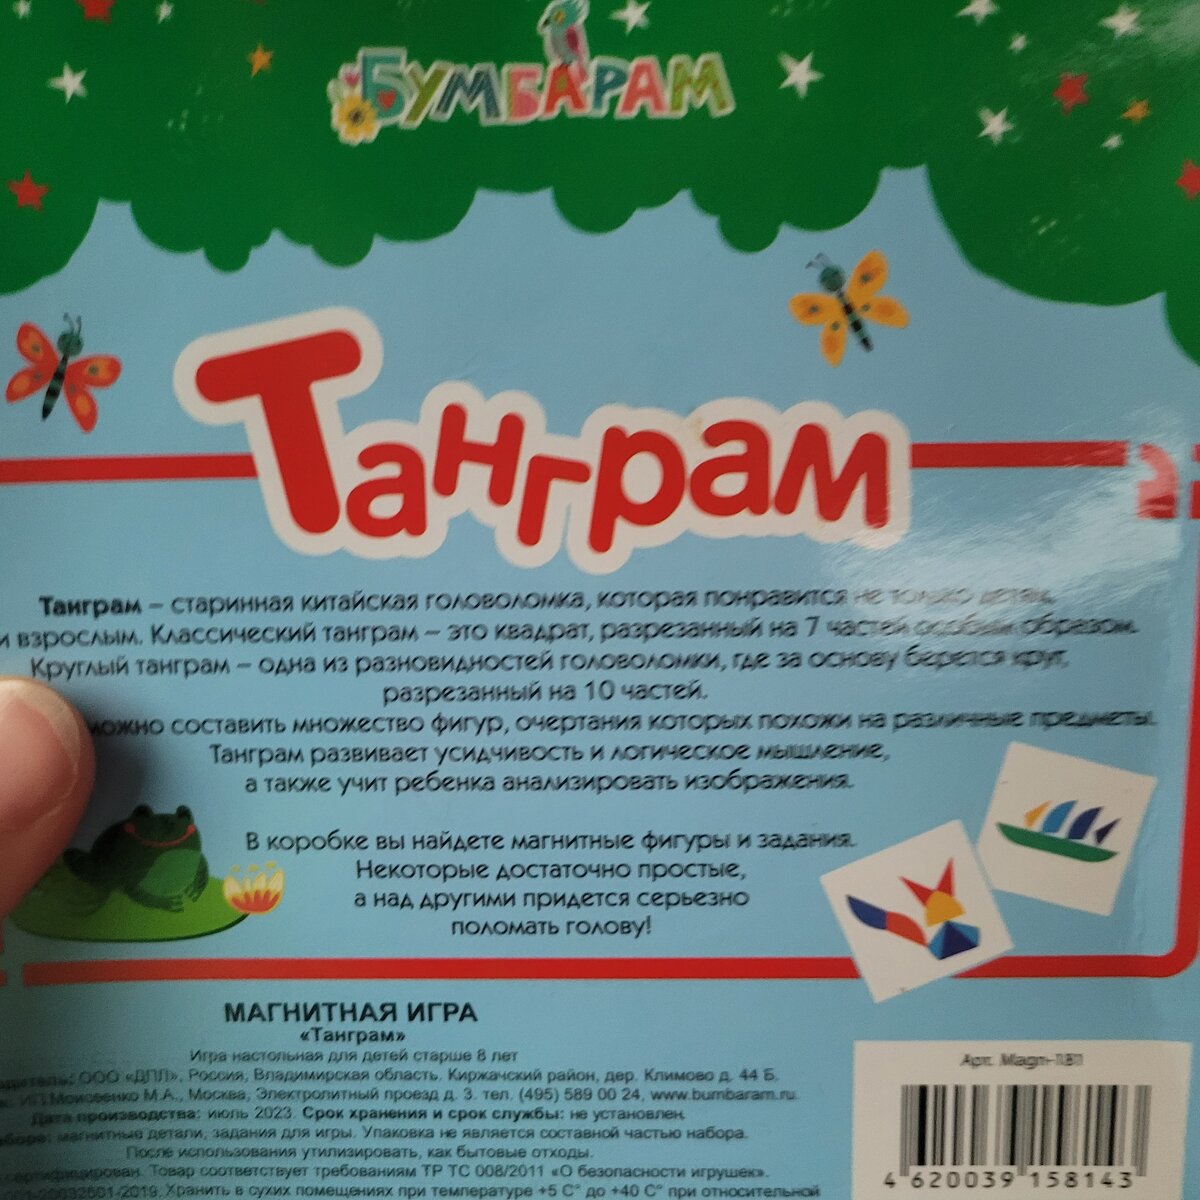 БУМБАРАМ
Танграм
Танграм – старинная китайская головоломка, которая понравится не только детям,
и взрослым. Классический танграм – это квадрат, разрезанный на 7 частей особым образом.
Круглый танграм – одна из разновидностей головоломки, где за основу берется круг,
разрезанный на 10 частей.
можно составить множество фигур, очертания которых похожи на различные предметы.
Танграм развивает усидчивость и логическое мышление,
а также учит ребенка анализировать изображения.
В коробке вы найдете магнитные фигуры и задания.
Некоторые достаточно простые,
а над другими придется серьезно
поломать голову!
МАГНИТНАЯ ИГРА
«Танграм»
Игра настольная для детей старше 8 лет
ООО «ДПЛ», Россия, Владимирская область, Киржачский район, дер. Климово д. 44 Б.
ИП Моисеенко М.А., Москва, Электролитный проезд д. 3. тел. (495) 589 00 24, www.bumbaram.ru.
Дата производства: июль 2023. Срок хранения и срок службы: не установлен.
магнитные детали, задания для игры. Упаковка не является составной частью набора.
После использования утилизировать, как бытовые отходы.
Товар соответствует требованиям ТР ТС 008/2011 «О безопасности игрушек».
Хранить в сухих помещениях при температуре +5 С° до +40 С° при относительной
Арт. Magn-181
4 620039 158143